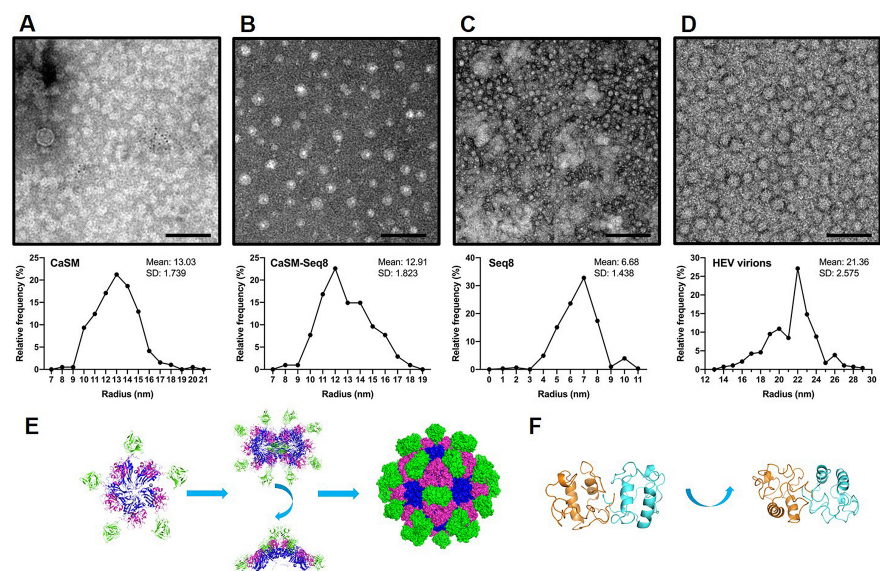 A
B
C
D
CaSM
Mean: 13.03
SD: 1.739
Relative frequency (%)
25
20
15
10
5
0
7 8 9 10 11 12 13 14 15 16 17 18 19 20 21
Radius (nm)
CaSM-Seq8
Mean: 12.91
SD: 1.823
Relative frequency (%)
25
20
15
10
5
0
7 8 9 10 11 12 13 14 15 16 17 18 19
Radius (nm)
Seq8
Mean: 6.68
SD: 1.438
Relative frequency (%)
40
30
20
10
0
0 1 2 3 4 5 6 7 8 9 10 11
Radius (nm)
HEV virions
Mean: 21.36
SD: 2.575
Relative frequency (%)
30
20
10
0
12 14 16 18 20 22 24 26 28 30
Radius (nm)
E
F